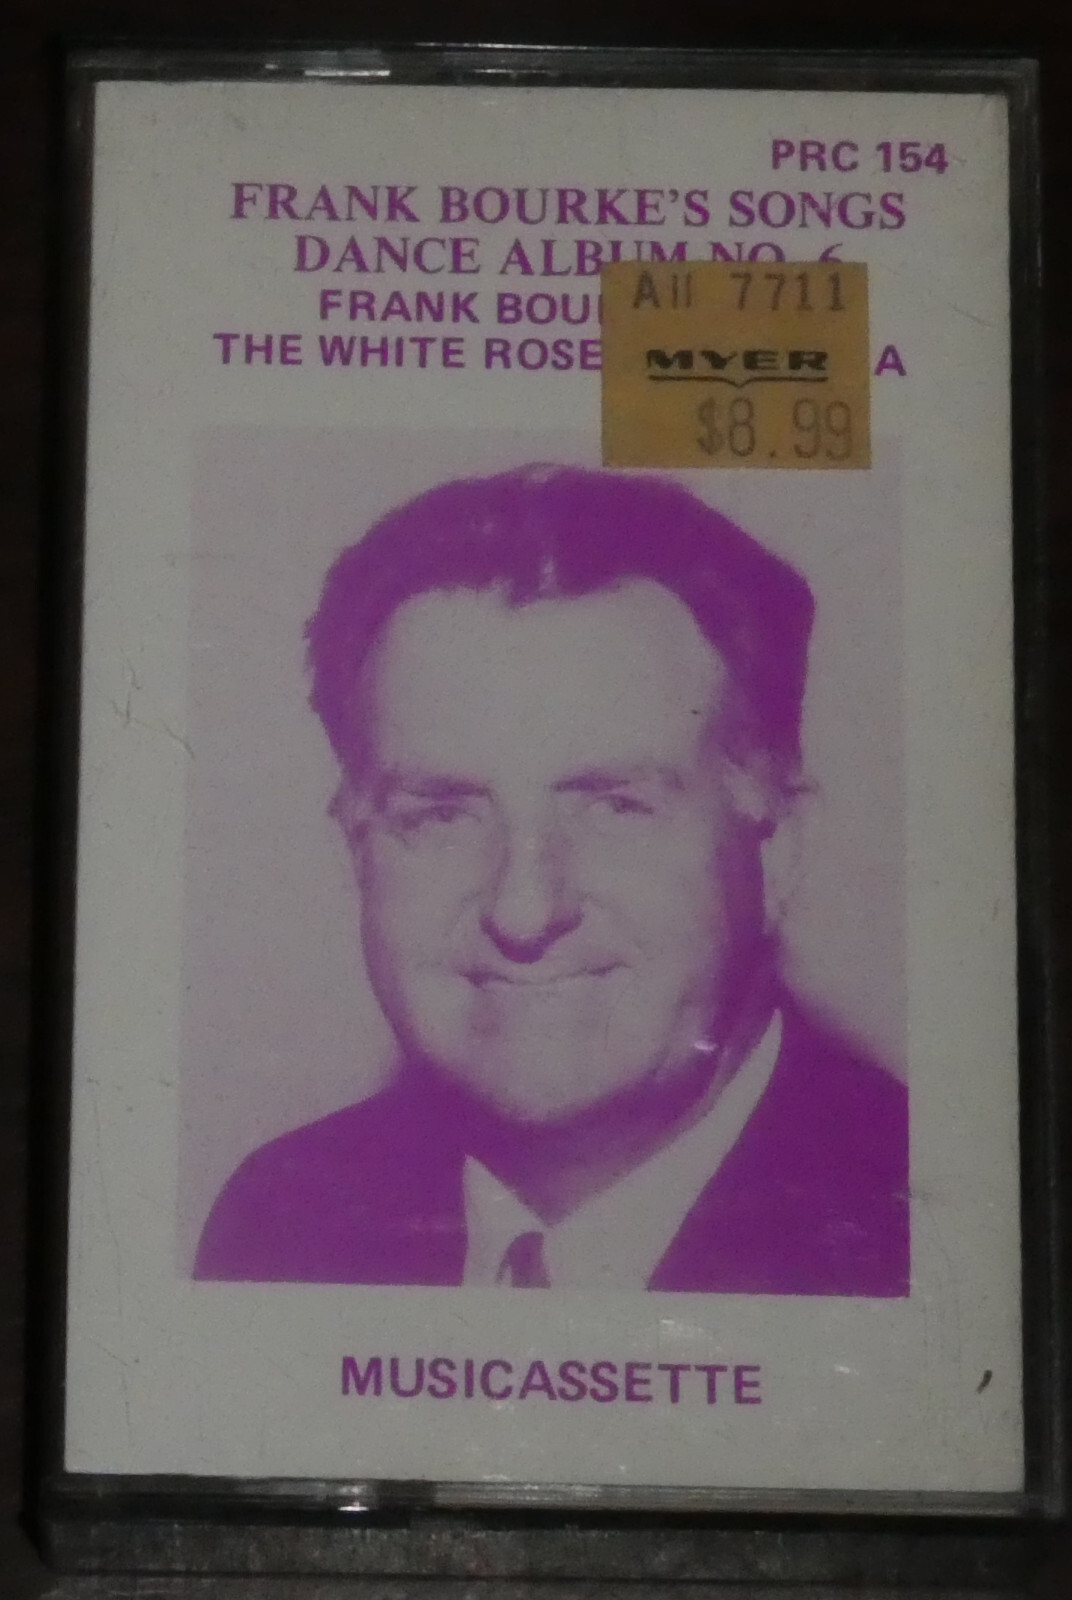 PRC 154
FRANK BOURKE'S SONGS
DANCE ALBUM NO. 6
FRANK BOU
THE WHITE ROSE A
A11 7711
MYER
$8.99
MUSICASSETTE